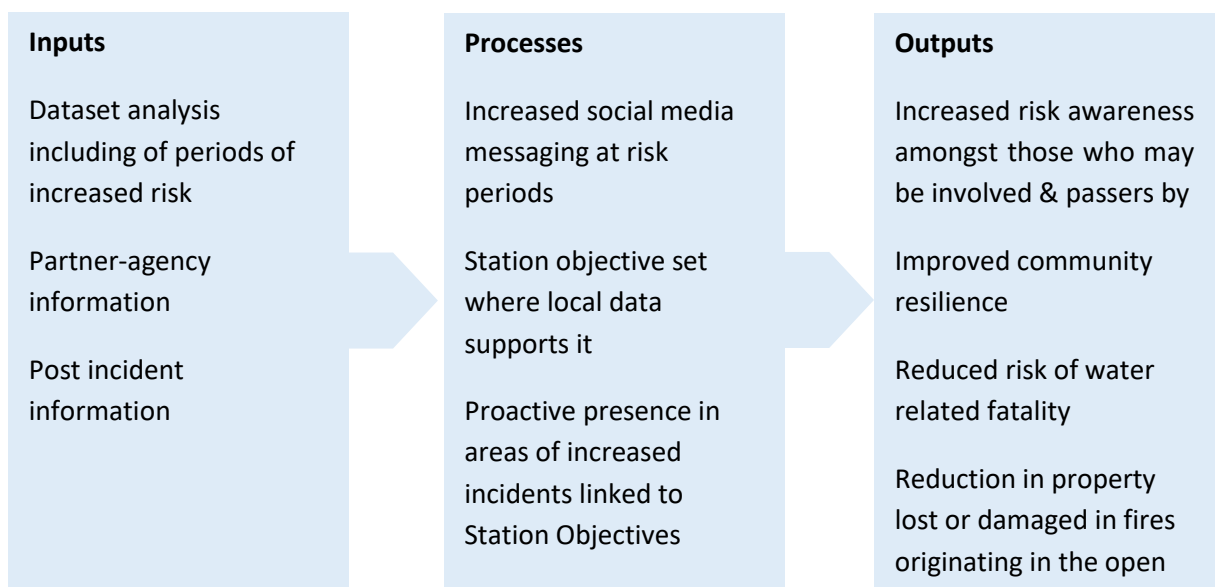 Inputs
Dataset analysis
including of periods of
increased risk
Partner-agency
information
Post incident
information
Processes
Increased social media
messaging at risk
periods
Station objective set
where local data
supports it
Proactive presence in
areas of increased
incidents linked to
Station Objectives
Outputs
Increased risk awareness
amongst those who may
be involved & passers by
Improved community
resilience
Reduced risk of water
related fatality
Reduction in property
lost or damaged in fires
originating in the open